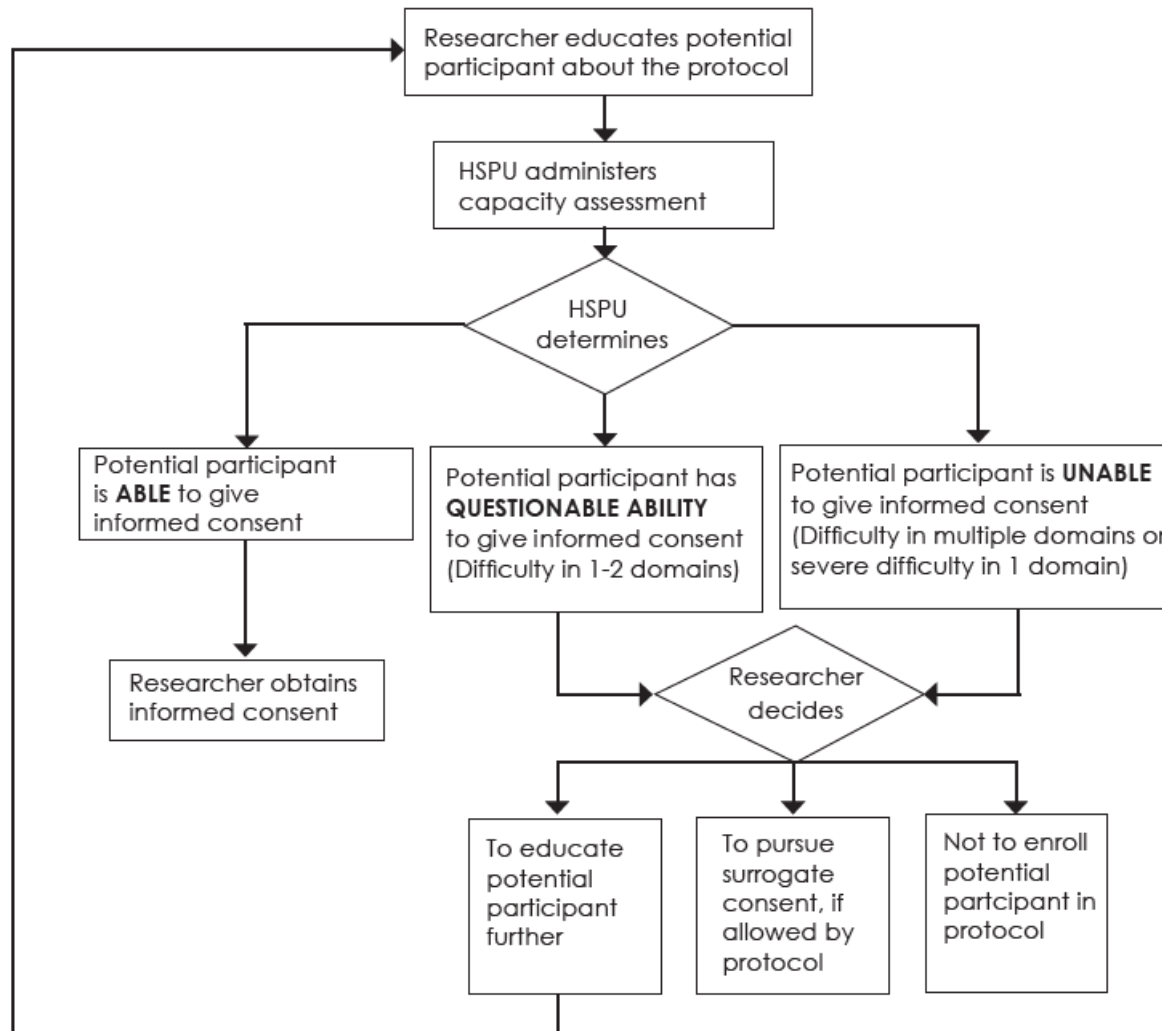 Researcher educates potential
participant about the protocol
HSPU administers
capacity assessment
HSPU
determines
Potential participant
is ABLE to give
informed consent
Potential participant has
QUESTIONABLE ABILITY
to give informed consent
(Difficulty in 1-2 domains)
Potential participant is UNABLE
to give informed consent
(Difficulty in multiple domains or
severe difficulty in 1 domain)
Researcher obtains
informed consent
Researcher
decides
To educate
potential
participant
further
To pursue
surrogate
consent, if
allowed by
protocol
Not to enroll
potential
partcipant in
protocol